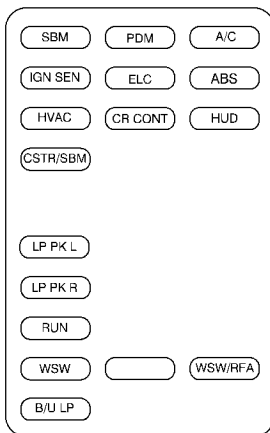 SBM PDM A/C
IGN SEN ELC ABS
HVAC CR CONT HUD
CSTR/SBM
LP PK L
LP PK R
RUN
WSW WSW/RFA
B/U LP